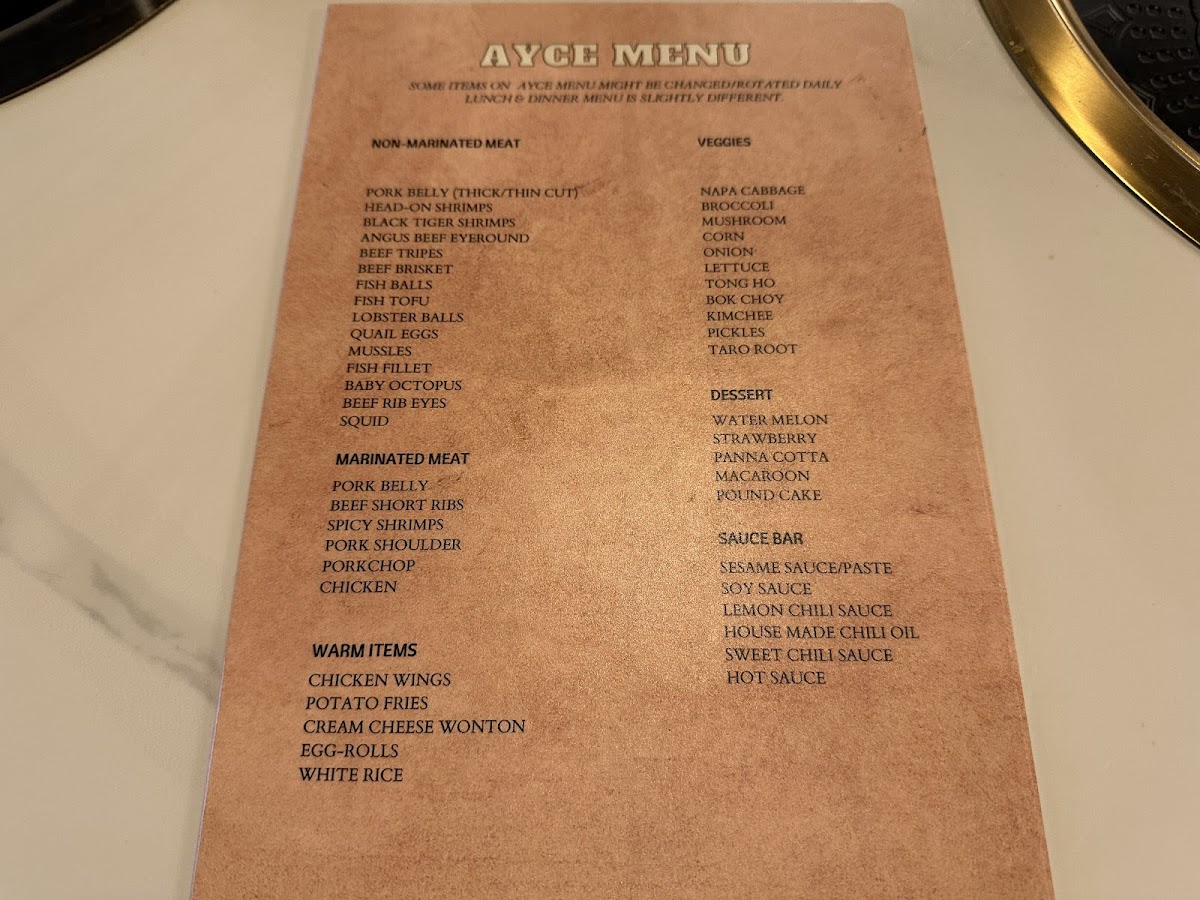 AYCE MENU
SOME ITEMS ON AYCE MENU MIGHT BE CHANGED/ROTATED DAILY
LUNCH & DINNER MENU IS SLIGHTLY DIFFERENT.
NON-MARINATED MEAT
PORK BELLY (THICK/THIN CUT)
HEAD-ON SHRIMPS
BLACK TIGER SHRIMPS
ANGUS BEEF EYEROUND
BEEF TRIPES
BEEF BRISKET
FISH BALLS
FISH TOFU
LOBSTER BALLS
QUAIL EGGS
MUSSLES
FISH FILLET
BABY OCTOPUS
BEEF RIB EYES
SQUID
MARINATED MEAT
PORK BELLY
BEEF SHORT RIBS
SPICY SHRIMPS
PORK SHOULDER
PORKCHOP
CHICKEN
WARM ITEMS
CHICKEN WINGS
POTATO FRIES
CREAM CHEESE WONTON
EGG-ROLLS
WHITE RICE
VEGGIES
NAPA CABBAGE
BROCCOLI
MUSHROOM
CORN
ONION
LETTUCE
TONG HO
BOK CHOY
KIMCHEE
PICKLES
TARO ROOT
DESSERT
WATER MELON
STRAWBERRY
PANNA COTTA
MACAROON
POUND CAKE
SAUCE BAR
SESAME SAUCE/PASTE
SOY SAUCE
LEMON CHILI SAUCE
HOUSE MADE CHILI OIL
SWEET CHILI SAUCE
HOT SAUCE